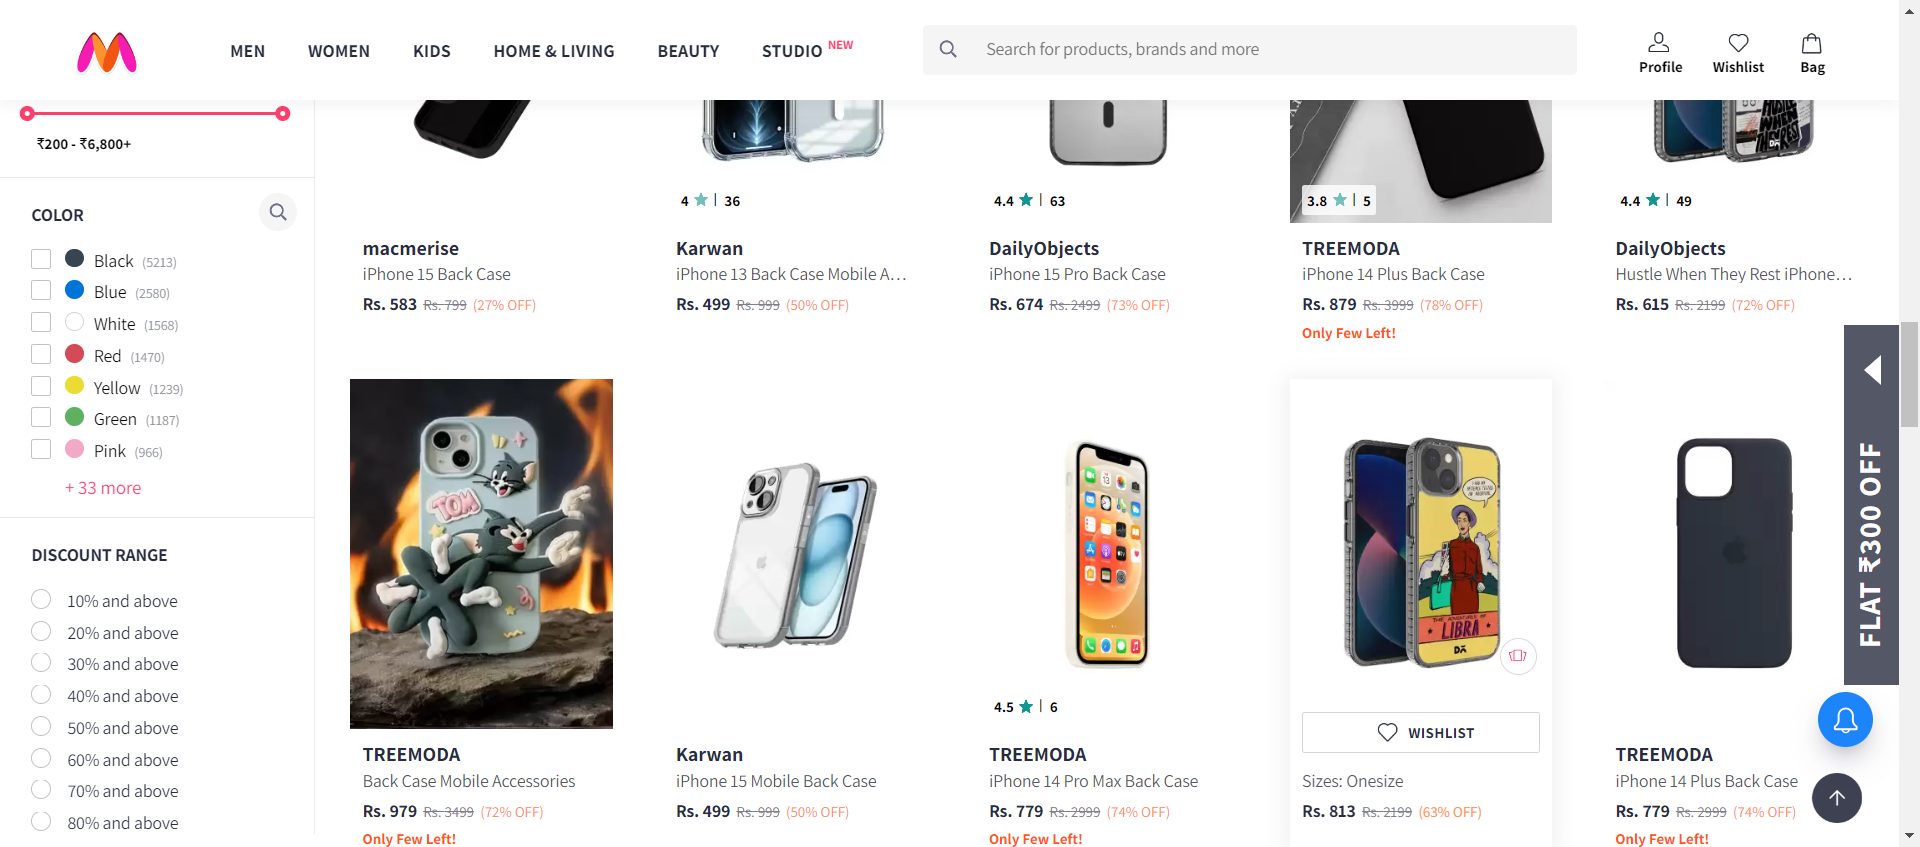 MEN
WOMEN
KIDS
HOME & LIVING
BEAUTY
STUDIO NEW
Search for products, brands and more
Profile
Wishlist
Bag
₹200 - ₹6,800+
COLOR
Black (5213)
Blue (2580)
White (1568)
Red (1470)
Yellow (1239)
Green (1187)
Pink (966)
+ 33 more
DISCOUNT RANGE
10% and above
20% and above
30% and above
40% and above
50% and above
60% and above
70% and above
80% and above
macmerise
iPhone 15 Back Case
Rs. 583 Rs. 799 (27% OFF)
4 | 36
Karwan
iPhone 13 Back Case Mobile A...
Rs. 499 Rs. 999 (50% OFF)
4.4 | 63
DailyObjects
iPhone 15 Pro Back Case
Rs. 674 Rs. 2499 (73% OFF)
3.8 | 5
TREEMODA
iPhone 14 Plus Back Case
Rs. 879 Rs. 3999 (78% OFF)
Only Few Left!
4.4 | 49
DailyObjects
Hustle When They Rest iPhone...
Rs. 615 Rs. 2199 (72% OFF)
TOM
TREEMODA
Back Case Mobile Accessories
Rs. 979 Rs. 3499 (72% OFF)
Only Few Left!
Karwan
iPhone 15 Mobile Back Case
Rs. 499 Rs. 999 (50% OFF)
4.5 | 6
TREEMODA
iPhone 14 Pro Max Back Case
Rs. 779 Rs. 2999 (74% OFF)
Only Few Left!
THE ADVENTURES OF
LIBRA
WISHLIST
Sizes: Onesize
Rs. 813 Rs. 2199 (63% OFF)
TREEMODA
iPhone 14 Plus Back Case
Rs. 779 Rs. 2999 (74% OFF)
Only Few Left!
FLAT ₹300 OFF